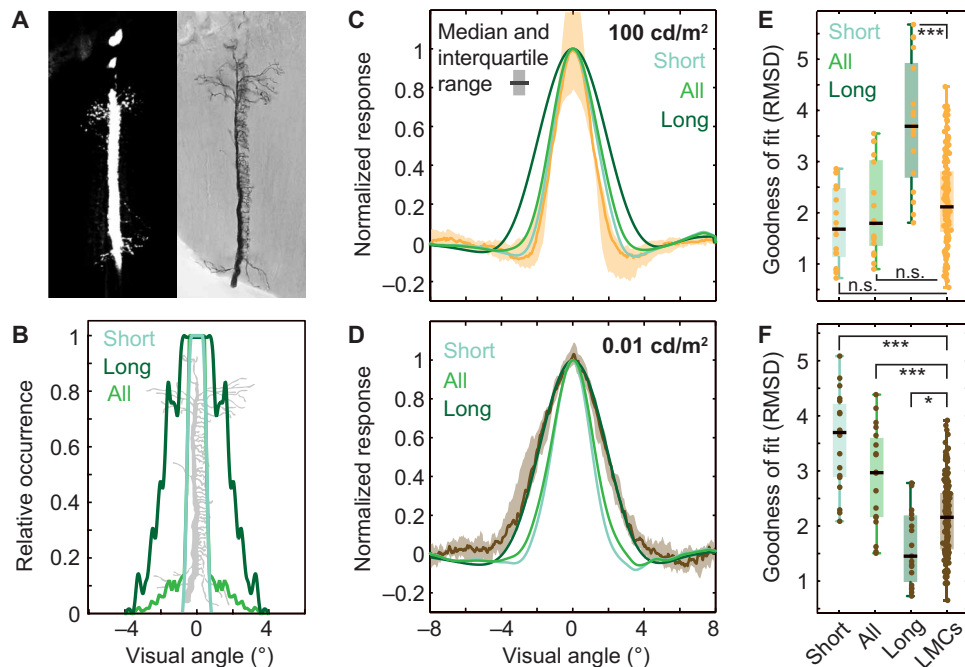 A
B
Short
Long
All
Relative occurrence
1
0.8
0.6
0.4
0.2
0
−4
0
4
Visual angle (°)
C
Median and
interquartile
range
100 cd/m²
Short
All
Long
Normalized response
1
0.8
0.6
0.4
0.2
0
−0.2
D
Short
All
Long
0.01 cd/m²
Normalized response
1
0.8
0.6
0.4
0.2
0
−0.2
−8
−4
0
4
8
Visual angle (°)
E
Short
All
Long
***
n.s.
n.s.
Goodness of fit (RMSD)
5
4
3
2
1
F
***
***
*
Goodness of fit (RMSD)
5
4
3
2
1
Short
All
Long
LMCs